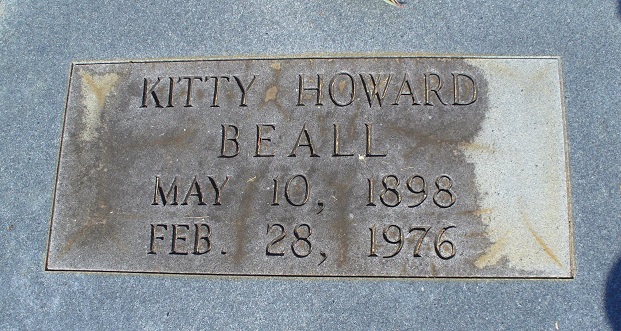 KITTY HOWARD
BEALL
MAY 10, 1898
FEB. 28, 1976